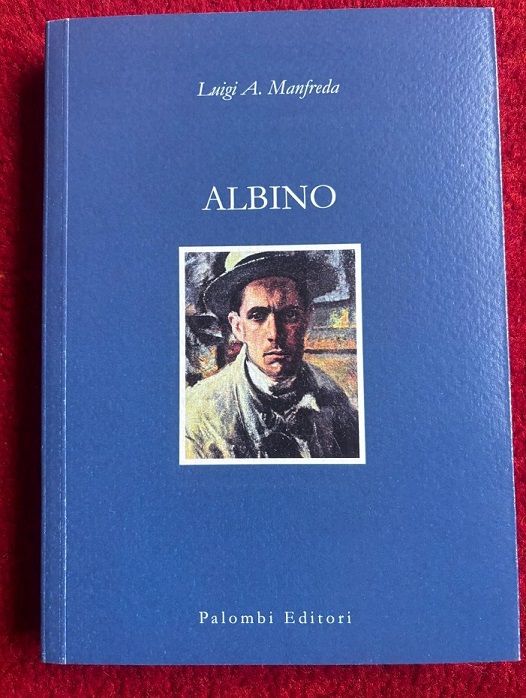 Luigi A. Manfreda
ALBINO
Palombi Editori